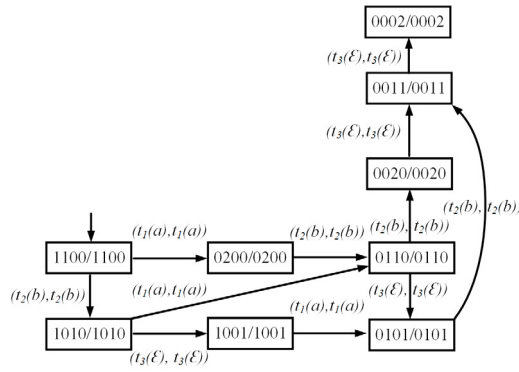 0002/0002
(t₃(ℰ),t₃(ℰ))
0011/0011
(t₃(ℰ),t₃(ℰ))
0020/0020
(t₂(b), t₂(b))
(t₁(a),t₁(a))
(t₂(b),t₂(b))
(t₂(b), t₂(b))
1100/1100
0200/0200
0110/0110
(t₂(b),t₂(b))
(t₁(a),t₁(a))
(t₃(ℰ), t₃(ℰ))
(t₁(a),t₁(a))
1010/1010
1001/1001
0101/0101
(t₃(ℰ), t₃(ℰ))